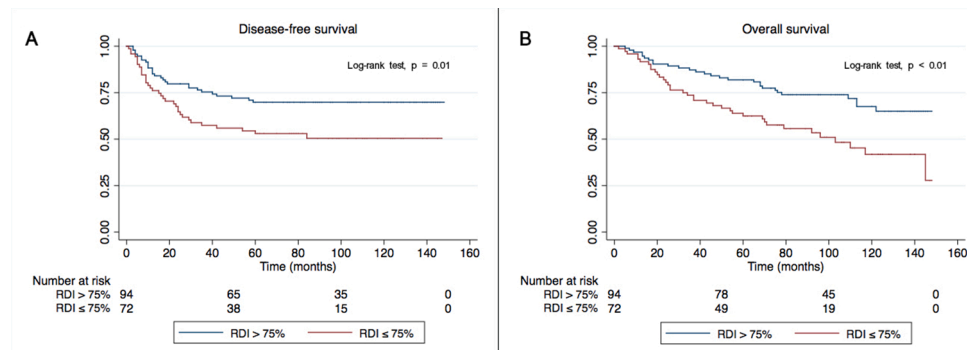 A
Disease-free survival
Log-rank test, p = 0.01
1.00
0.75
0.50
0.25
0.00
0 20 40 60 80 100 120 140 160
Time (months)
Number at risk
RDI > 75% 94 65 35 0
RDI ≤ 75% 72 38 15 0
RDI > 75% RDI ≤ 75%
B
Overall survival
Log-rank test, p < 0.01
1.00
0.75
0.50
0.25
0.00
0 20 40 60 80 100 120 140 160
Time (months)
Number at risk
RDI > 75% 94 78 45 0
RDI ≤ 75% 72 49 19 0
RDI > 75% RDI ≤ 75%